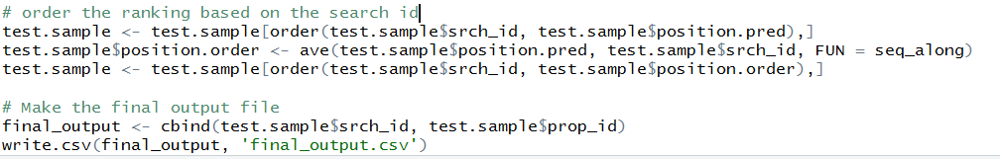 # order the ranking based on the search id
test.sample <- test.sample[order(test.sample$srch_id, test.sample$position.pred),]
test.sample$position.order <- ave(test.sample$position.pred, test.sample$srch_id, FUN = seq_along)
test.sample <- test.sample[order(test.sample$srch_id, test.sample$position.order),]
# Make the final output file
final_output <- cbind(test.sample$srch_id, test.sample$prop_id)
write.csv(final_output, 'final_output.csv')